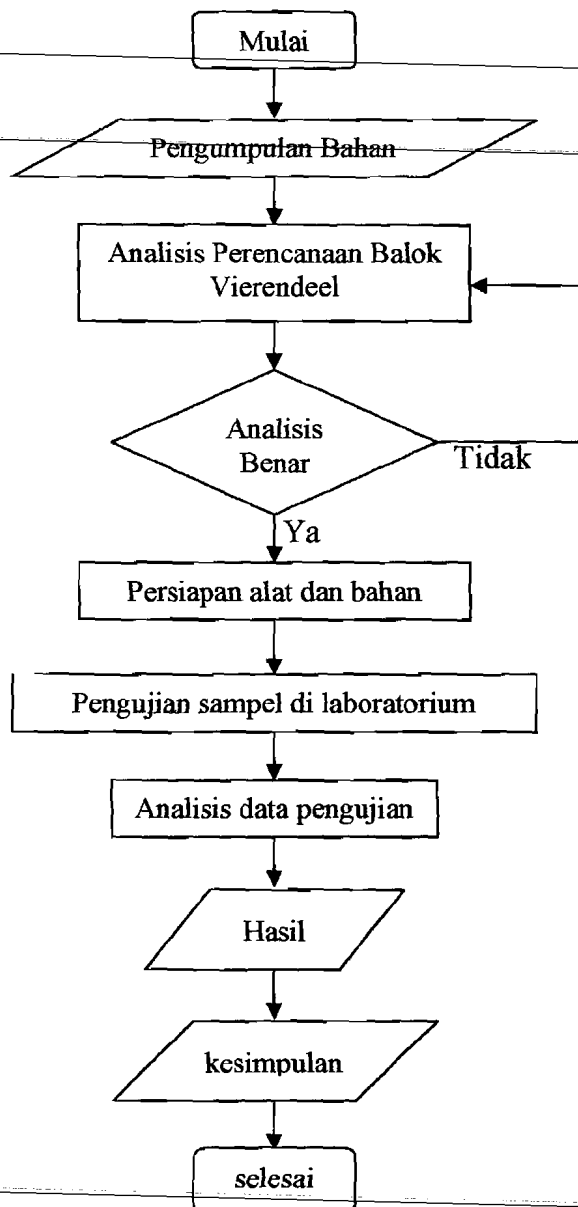 Mulai
Pengumpulan Bahan
Analisis Perencanaan Balok
Vierendeel
Analisis
Benar
Tidak
Ya
Persiapan alat dan bahan
Pengujian sampel di laboratorium
Analisis data pengujian
Hasil
kesimpulan
selesai